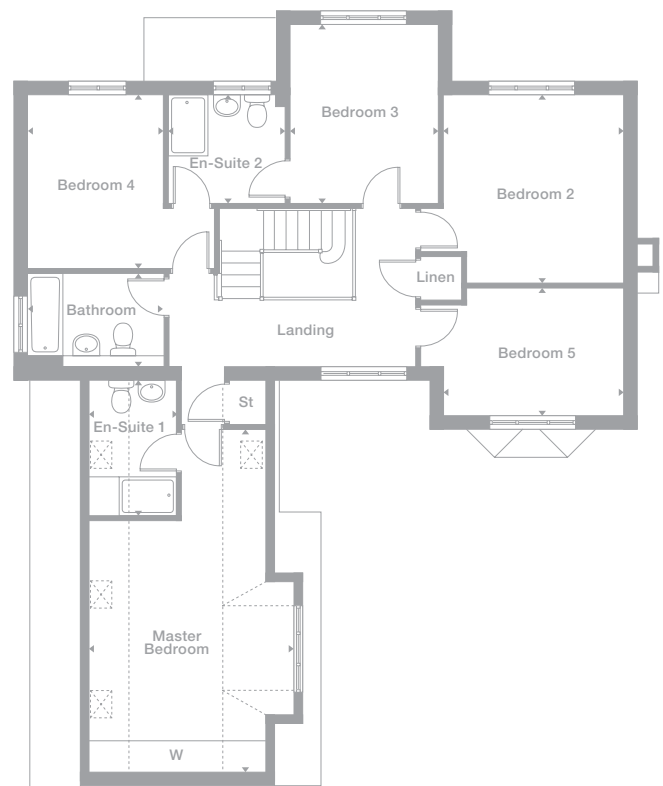 Bedroom 3
En-Suite 2
Bedroom 4
Bedroom 2
Linen
Bathroom
Landing
Bedroom 5
St
En-Suite 1
Master
Bedroom
W